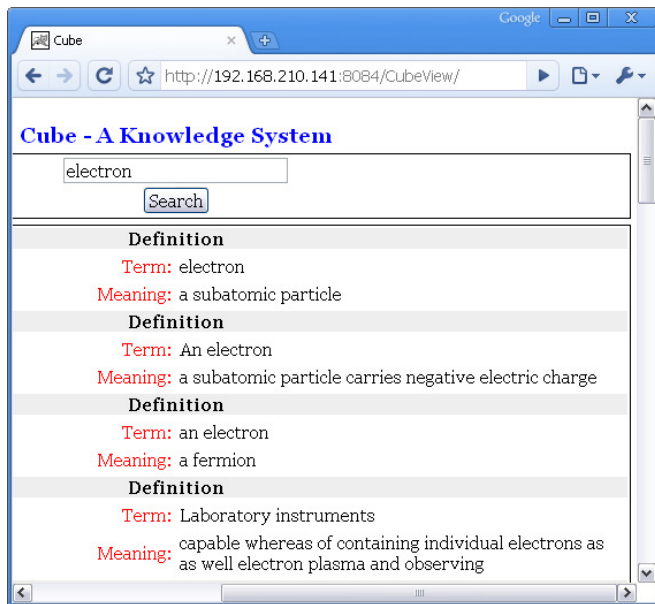 Google
Cube
http://192.168.210.141:8084/CubeView/
Cube - A Knowledge System
electron
Search
Definition
Term: electron
Meaning: a subatomic particle
Definition
Term: An electron
Meaning: a subatomic particle carries negative electric charge
Definition
Term: an electron
Meaning: a fermion
Definition
Term: Laboratory instruments
Meaning: capable whereas of containing individual electrons as
as well electron plasma and observing